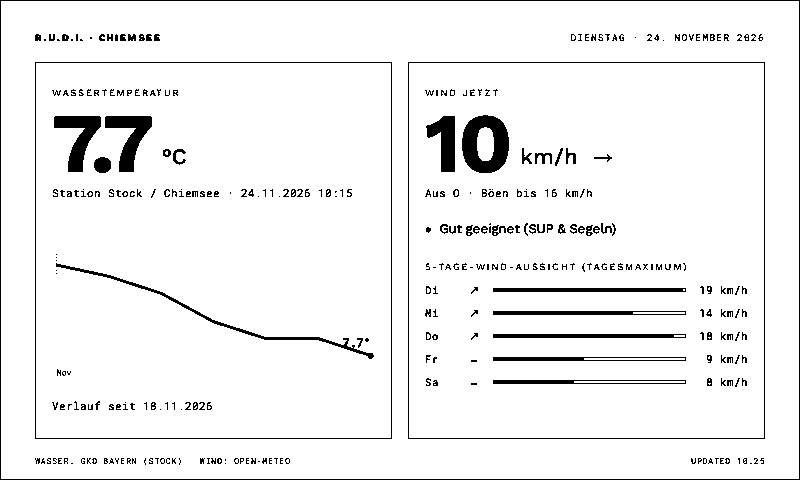 R.U.D.I. · CHIEMSEE
DIENSTAG · 24. NOVEMBER 2026
WASSERTEMPERATUR
7.7 °C
Station Stock / Chiemsee · 24.11.2026 10:15
7.7°
Nov
Verlauf seit 18.11.2026
WIND JETZT
10 km/h →
Aus O · Böen bis 16 km/h
• Gut geeignet (SUP & Segeln)
5-TAGE-WIND-AUSSICHT (TAGESMAXIMUM)
Di ↗ 19 km/h
Mi ↗ 14 km/h
Do ↗ 18 km/h
Fr – 9 km/h
Sa – 8 km/h
WASSER: GKD BAYERN (STOCK) WIND: OPEN-METEO
UPDATED 10:25